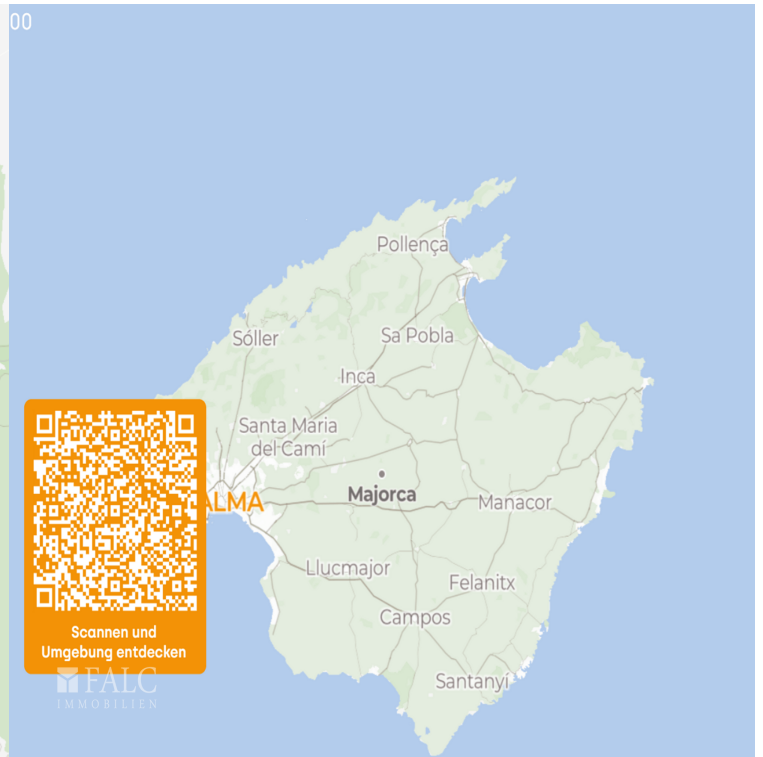 00
Pollença
Sóller
Sa Pobla
Inca
Santa Maria
del Camí
Majorca
ALMA
Manacor
Llucmajor
Felanitx
Campos
Santanyí
Scannen und
Umgebung entdecken
FALC
IMMOBILIEN